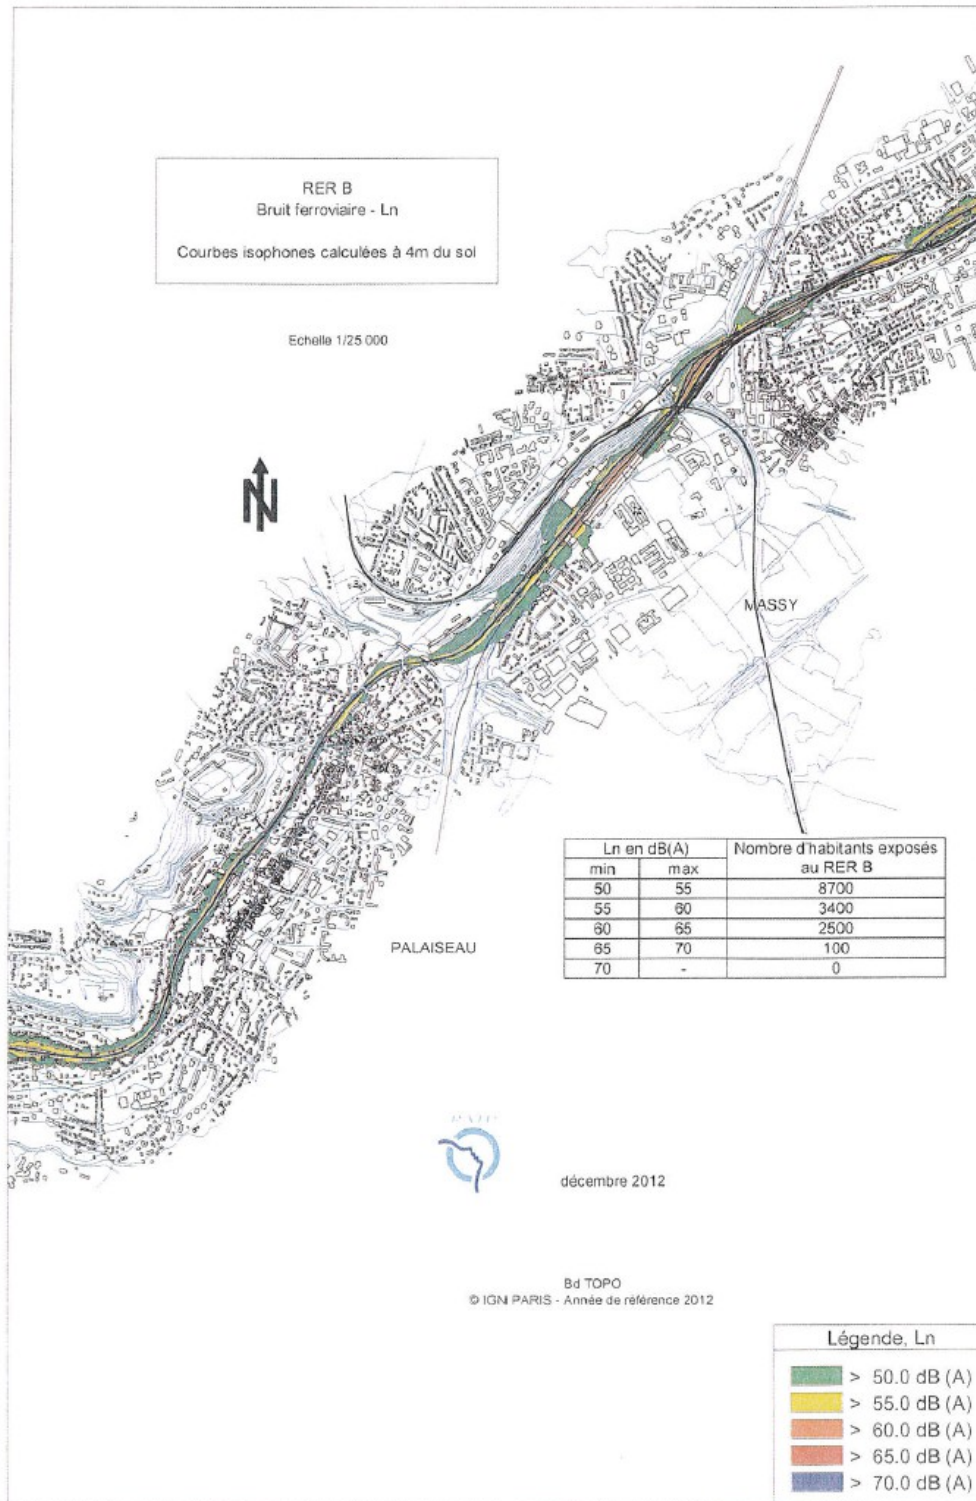 RER B
Bruit ferroviaire - Ln
Courbes isophones calculées à 4m du sol
Echelle 1/25 000
N
MASSY
PALAISEAU
Ln en dB(A) Nombre d'habitants exposés au RER B
min max
50 55 8700
55 60 3400
60 65 2500
65 70 100
70 - 0
RATP
décembre 2012
Bd TOPO
© IGN PARIS - Année de référence 2012
Légende, Ln
> 50.0 dB (A)
> 55.0 dB (A)
> 60.0 dB (A)
> 65.0 dB (A)
> 70.0 dB (A)